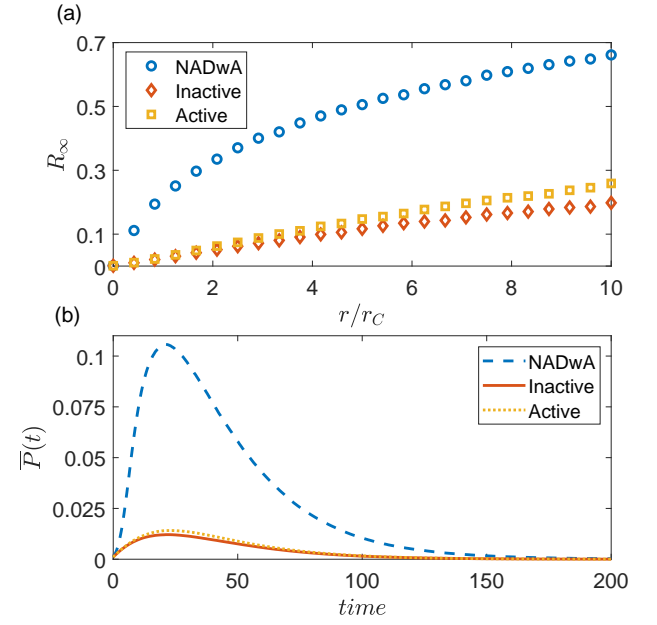 (a)
0.7
0.5
0.3
0.1
0
R∞
NADwA
Inactive
Active
0 2 4 6 8 10
r/r_C
(b)
0.1
0.075
0.05
0.025
0
P̅(t)
NADwA
Inactive
Active
0 50 100 150 200
time